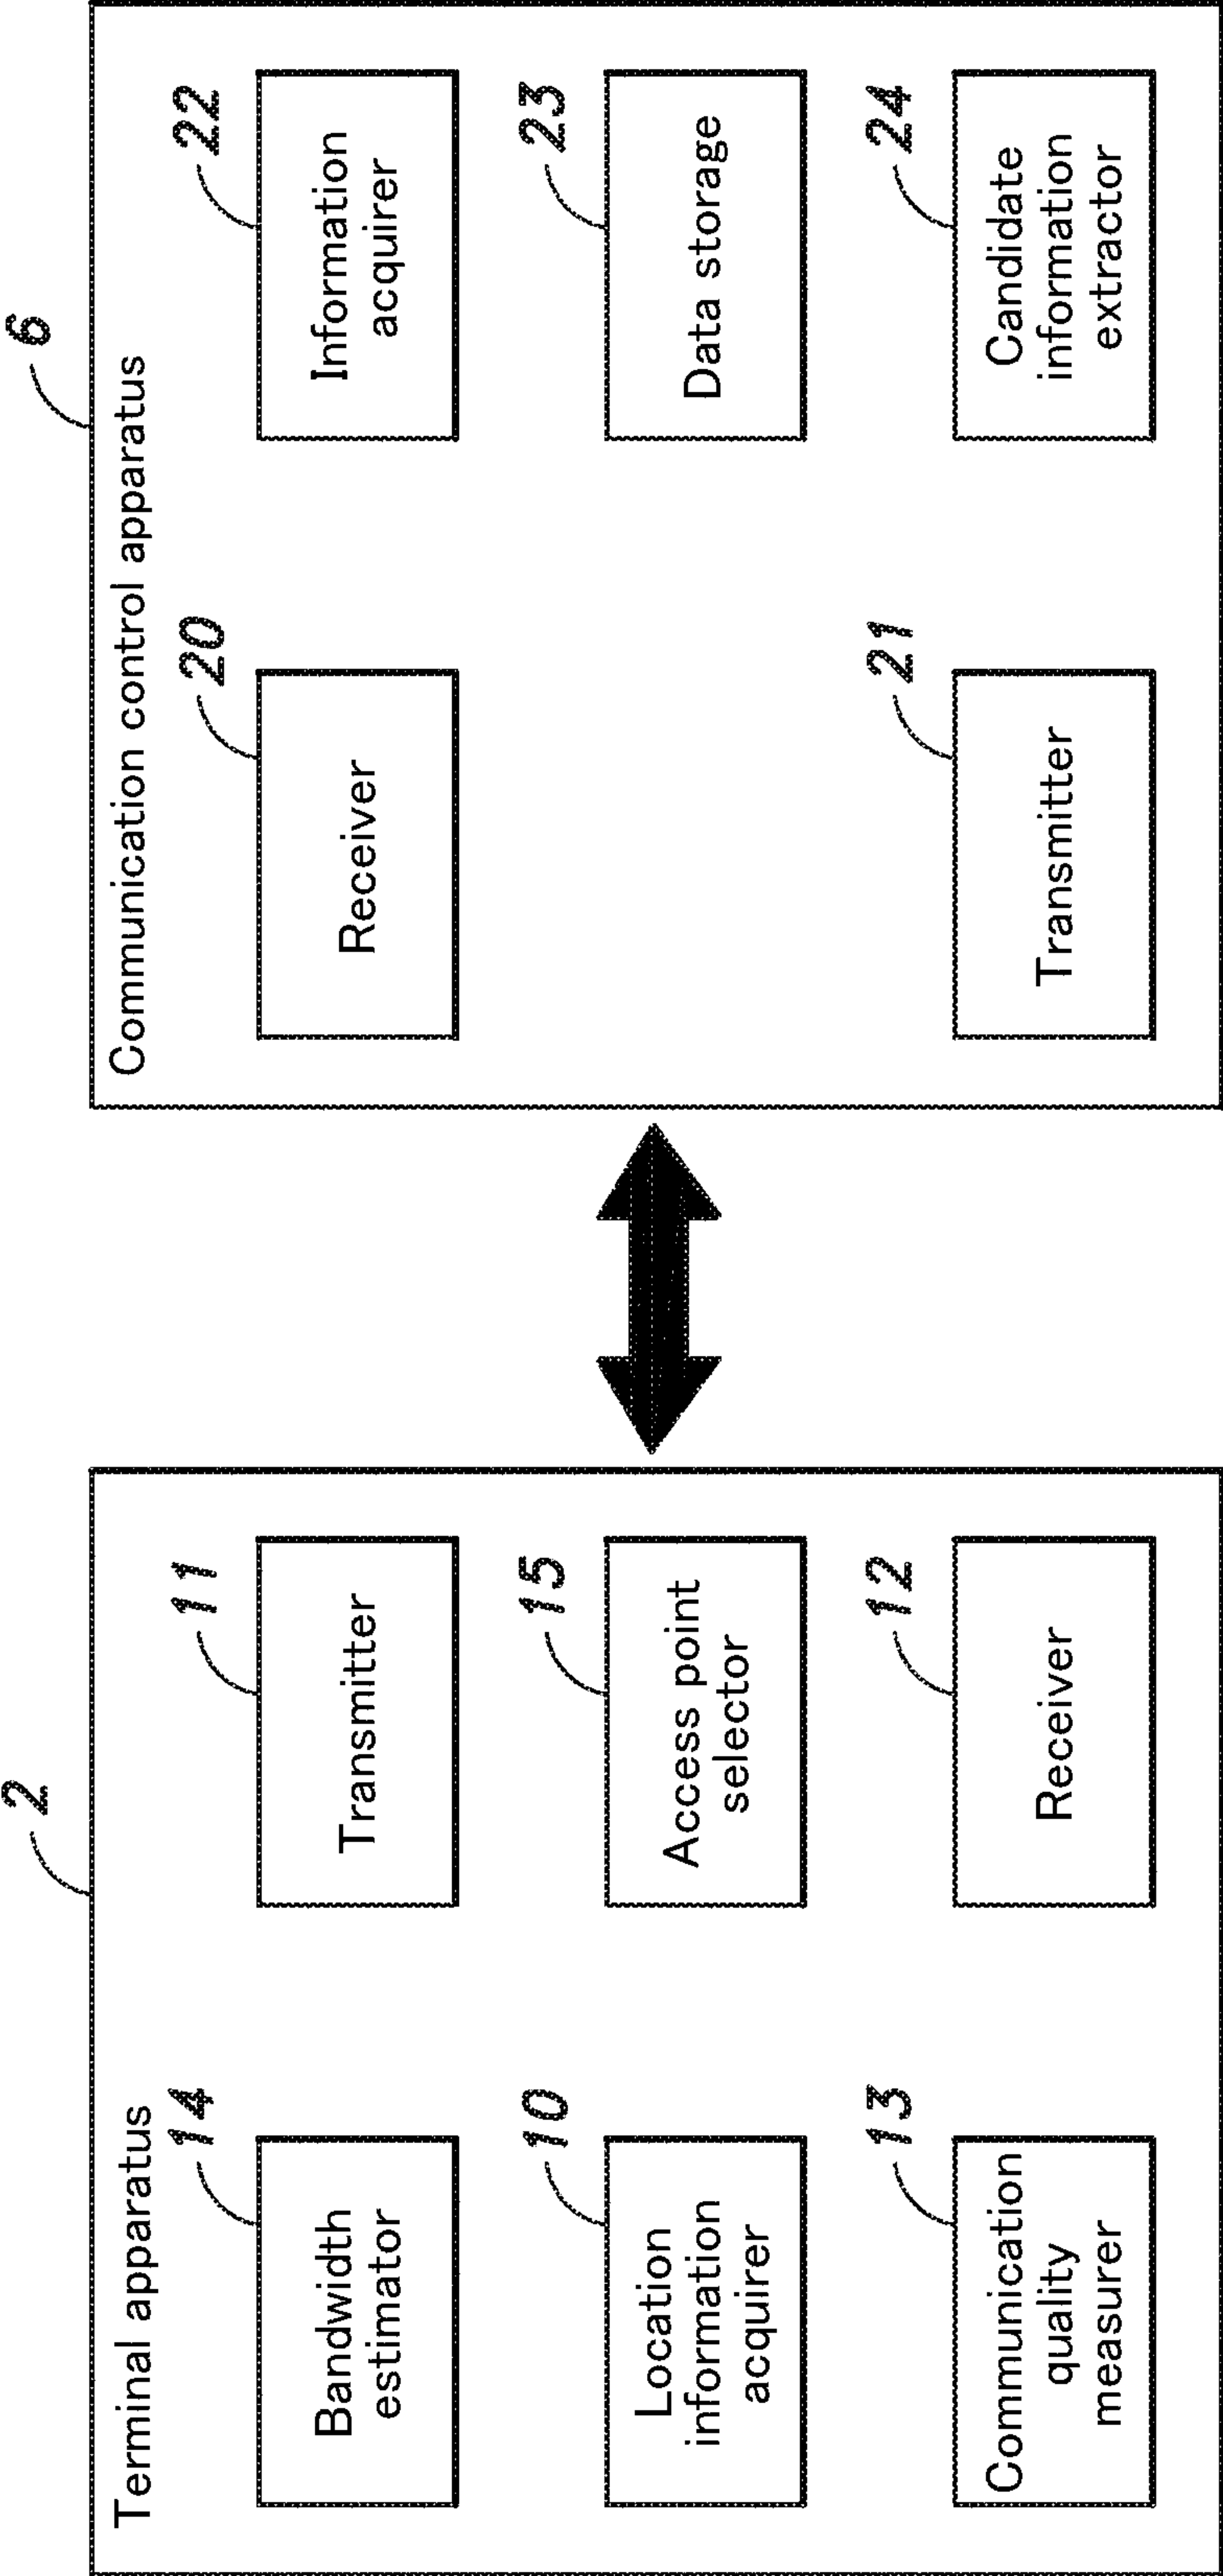 2
Terminal apparatus
14
Bandwidth
estimator
11
Transmitter
10
Location
information
acquirer
15
Access point
selector
13
Communication
quality
measurer
12
Receiver
6
Communication control apparatus
20
Receiver
22
Information
acquirer
23
Data storage
21
Transmitter
24
Candidate
information
extractor